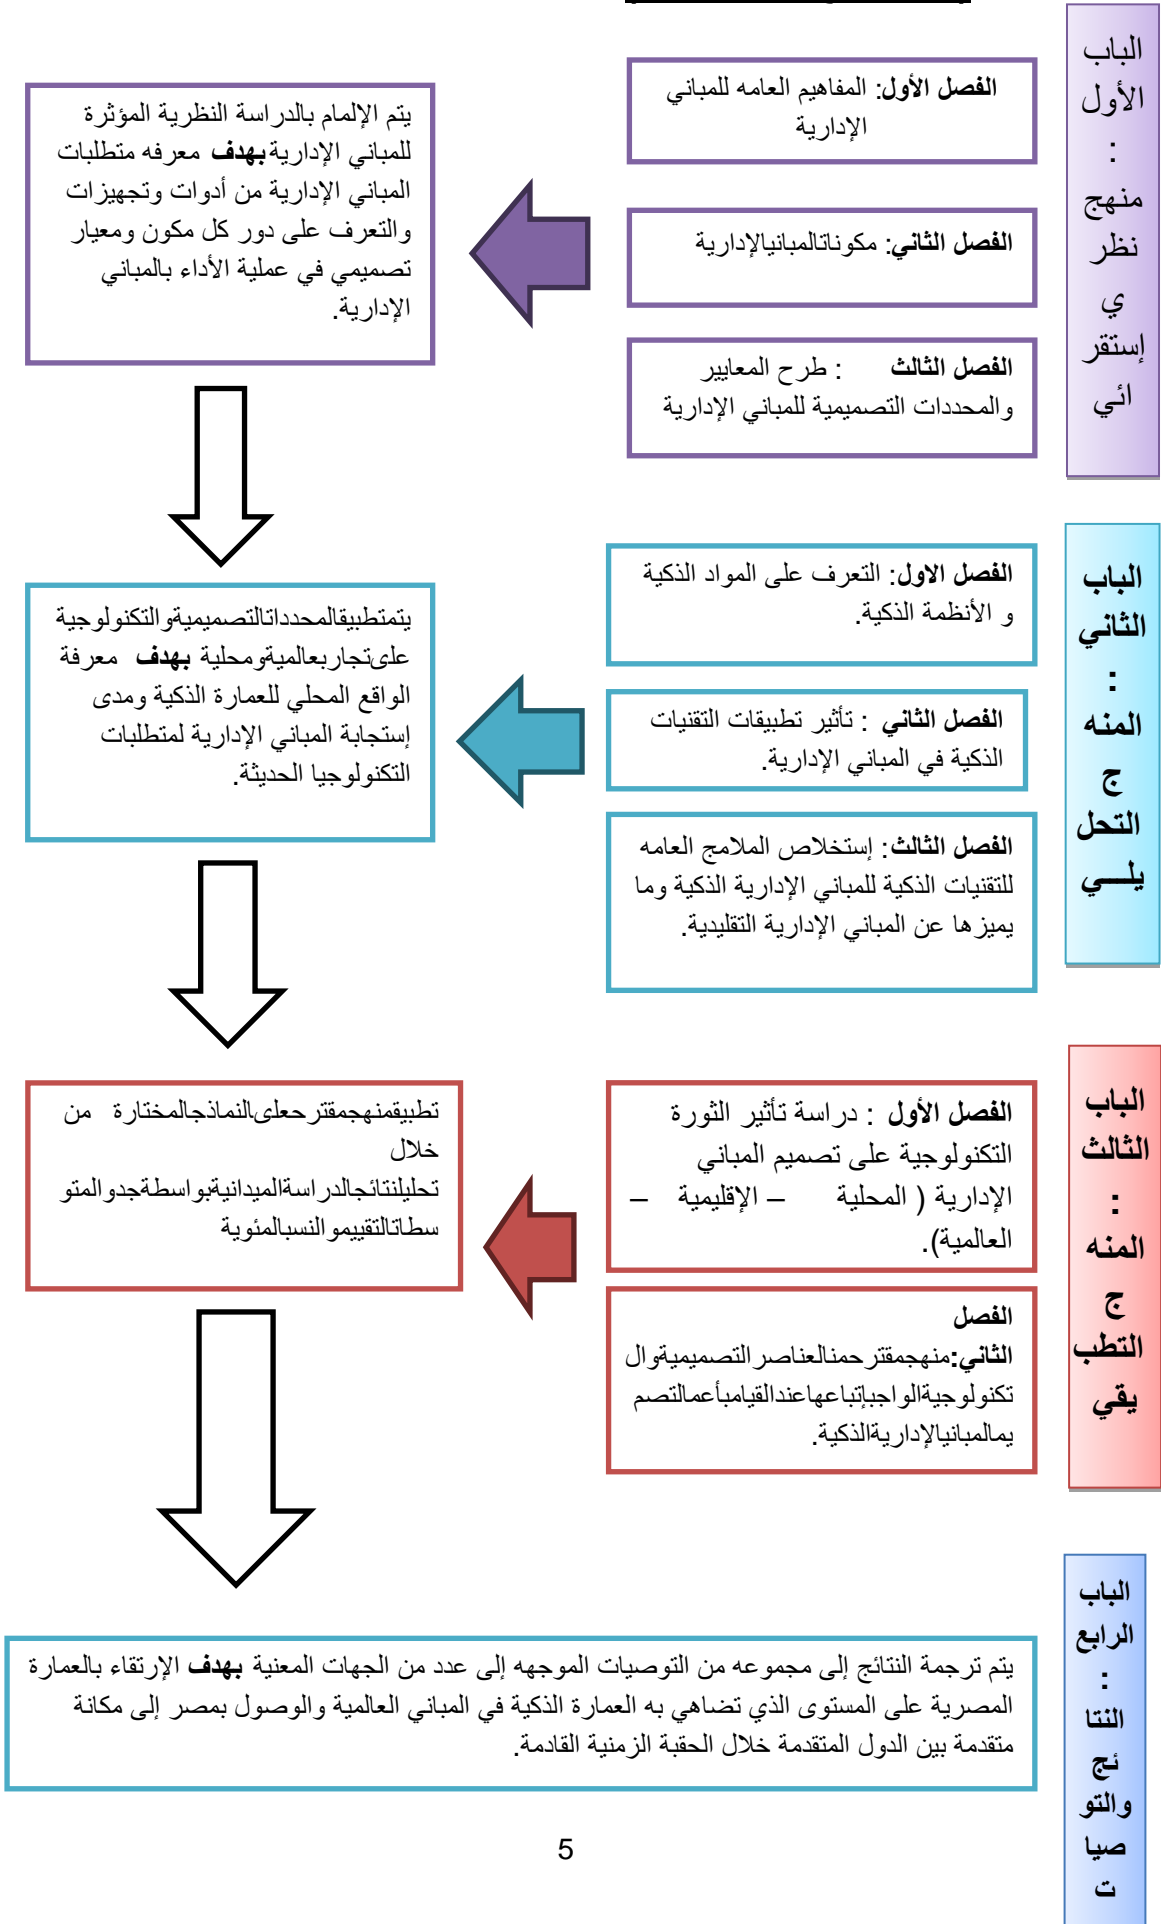 الباب
الأول
:
منهج
نظر
ي
إستقر
ائي
الفصل الأول: المفاهيم العامه للمباني
الإدارية
الفصل الثاني: مكوناتالمبانيالإدارية
الفصل الثالث : طرح المعايير
والمحددات التصميمية للمباني الإدارية
يتم الإلمام بالدراسة النظرية المؤثرة
للمباني الإدارية بهدف معرفه متطلبات
المباني الإدارية من أدوات وتجهيزات
والتعرف على دور كل مكون ومعيار
تصميمي في عملية الأداء بالمباني
الإدارية.
الباب
الثاني
:
المنه
ج
التحل
يلـــي
الفصل الاول: التعرف على المواد الذكية
و الأنظمة الذكية.
الفصل الثاني : تأثير تطبيقات التقنيات
الذكية في المباني الإدارية.
الفصل الثالث: إستخلاص الملامج العامه
للتقنيات الذكية للمباني الإدارية الذكية وما
يميزها عن المباني الإدارية التقليدية.
يتمتطبيقالمحدداتالتصميميةوالتكنولوجية
علىتجاربعالميةومحلية بهدف معرفة
الواقع المحلي للعمارة الذكية ومدى
إستجابة المباني الإدارية لمتطلبات
التكنولوجيا الحديثة.
الباب
الثالث
:
المنه
ج
التطب
يقي
الفصل الأول : دراسة تأثير الثورة
التكنولوجية على تصميم المباني
الإدارية ( المحلية – الإقليمية –
العالمية).
الفصل
الثاني:منهجمقترحمنالعناصرالتصميميةوال
تكنولوجيةالواجبإتباعهاعندالقيامبأعمالتصم
يمالمبانيالإداريةالذكية.
تطبيقمنهجمقترحعلىالنماذجالمختارة من
خلال
تحليلنتائجالدراسةالميدانيةبواسطةجدوالمتو
سطاتالتقييموالنسبالمئوية
الباب
الرابع
:
النتا
ئج
والتو
صيا
ت
يتم ترجمة النتائج إلى مجموعه من التوصيات الموجهه إلى عدد من الجهات المعنية بهدف الإرتقاء بالعمارة
المصرية على المستوى الذي تضاهي به العمارة الذكية في المباني العالمية والوصول بمصر إلى مكانة
متقدمة بين الدول المتقدمة خلال الحقبة الزمنية القادمة.
5